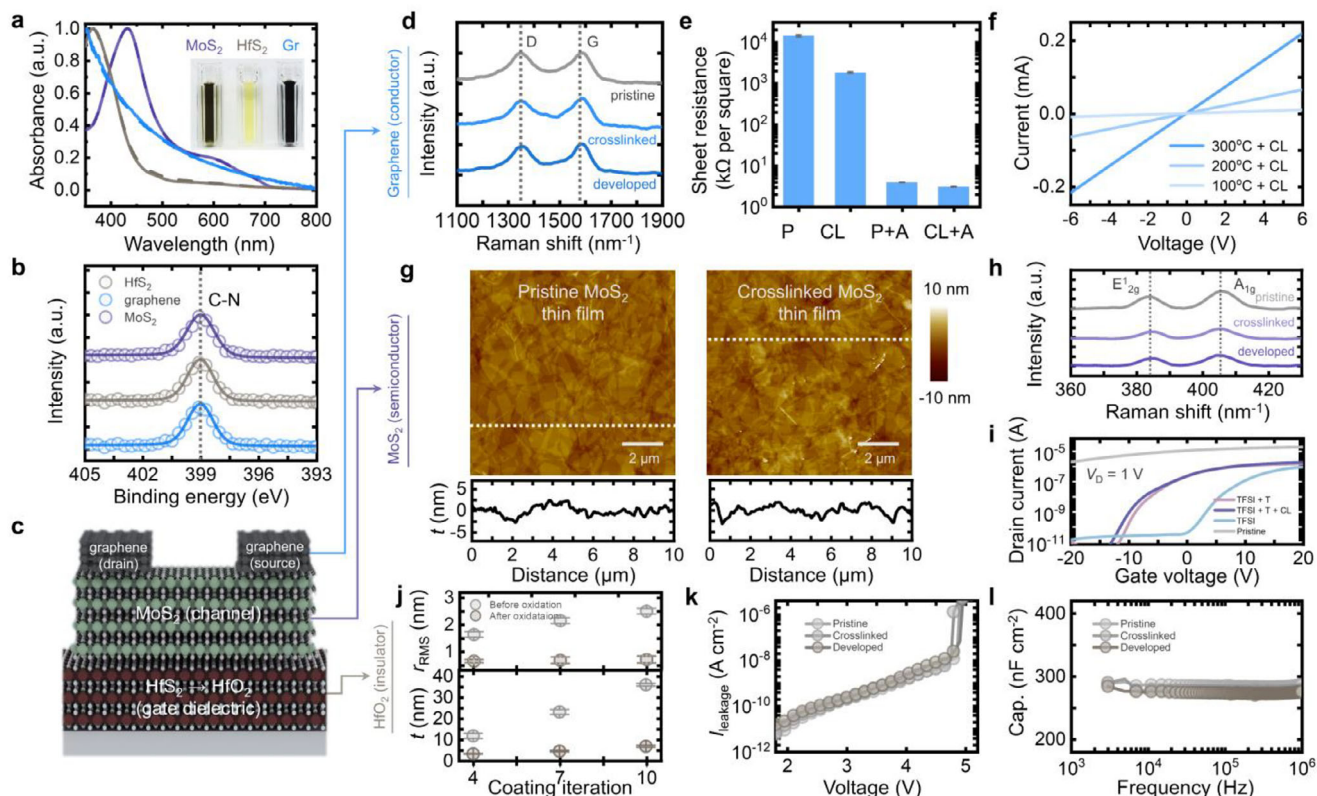 a
Absorbance (a.u.)
1.0
0.8
0.6
0.4
0.2
0.0
MoS2 HfS2 Gr
400 500 600 700 800
Wavelength (nm)
b
Intensity (a.u.)
HfS2
graphene
MoS2
C-N
405 402 399 396 393
Binding energy (eV)
c
graphene
(drain)
graphene
(source)
MoS2 (channel)
HfS2 → HfO2
(gate dielectric)
Graphene (conductor)
MoS2 (semiconductor)
HfO2 (insulator)
d
Intensity (a.u.)
D G
pristine
crosslinked
developed
1100 1300 1500 1700 1900
Raman shift (nm-1)
e
Sheet resistance
(kΩ per square)
10^4
10^3
10^2
10^1
10^0
P CL P+A CL+A
f
Current (mA)
0.2
0.0
-0.2
300ºC + CL
200ºC + CL
100ºC + CL
-6 -4 -2 0 2 4 6
Voltage (V)
g
Pristine MoS2
thin film
2 µm
Crosslinked MoS2
thin film
2 µm
10 nm
-10 nm
t (nm)
5
0
-5
0 2 4 6 8 10
Distance (µm)
0 2 4 6 8 10
Distance (µm)
h
Intensity (a.u.)
E^1_2g A1g
pristine
crosslinked
developed
360 380 400 420
Raman shift (nm-1)
i
Drain current (A)
10-5
10-7
10-9
10-11
VD = 1 V
TFSI + T
TFSI + T + CL
TFSI
Pristine
-20 -10 0 10 20
Gate voltage (V)
j
rRMS (nm)
3
2
1
Before oxidation
After oxidataion
t (nm)
40
30
20
10
0
4 7 10
Coating iteration
k
Ileakage (A cm-2)
10-6
10-8
10-10
10-12
Pristine
Crosslinked
Developed
2 3 4 5
Voltage (V)
l
Cap. (nF cm-2)
400
350
300
250
200
Pristine
Crosslinked
Developed
10^3 10^4 10^5 10^6
Frequency (Hz)